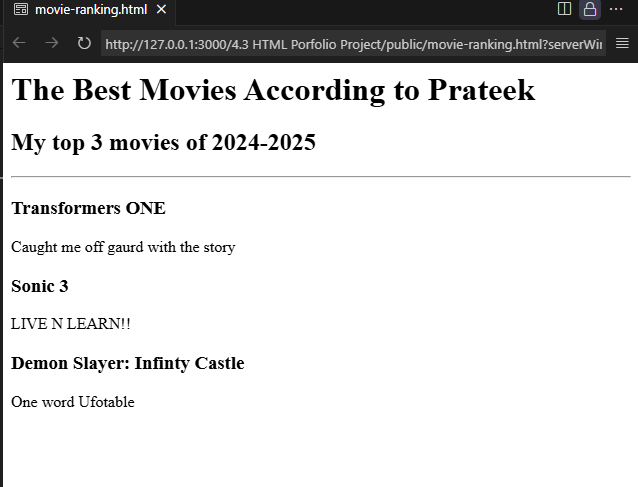 movie-ranking.html
http://127.0.0.1:3000/4.3 HTML Porfolio Project/public/movie-ranking.html?serverWi
The Best Movies According to Prateek
My top 3 movies of 2024-2025
Transformers ONE
Caught me off gaurd with the story
Sonic 3
LIVE N LEARN!!
Demon Slayer: Infinty Castle
One word Ufotable